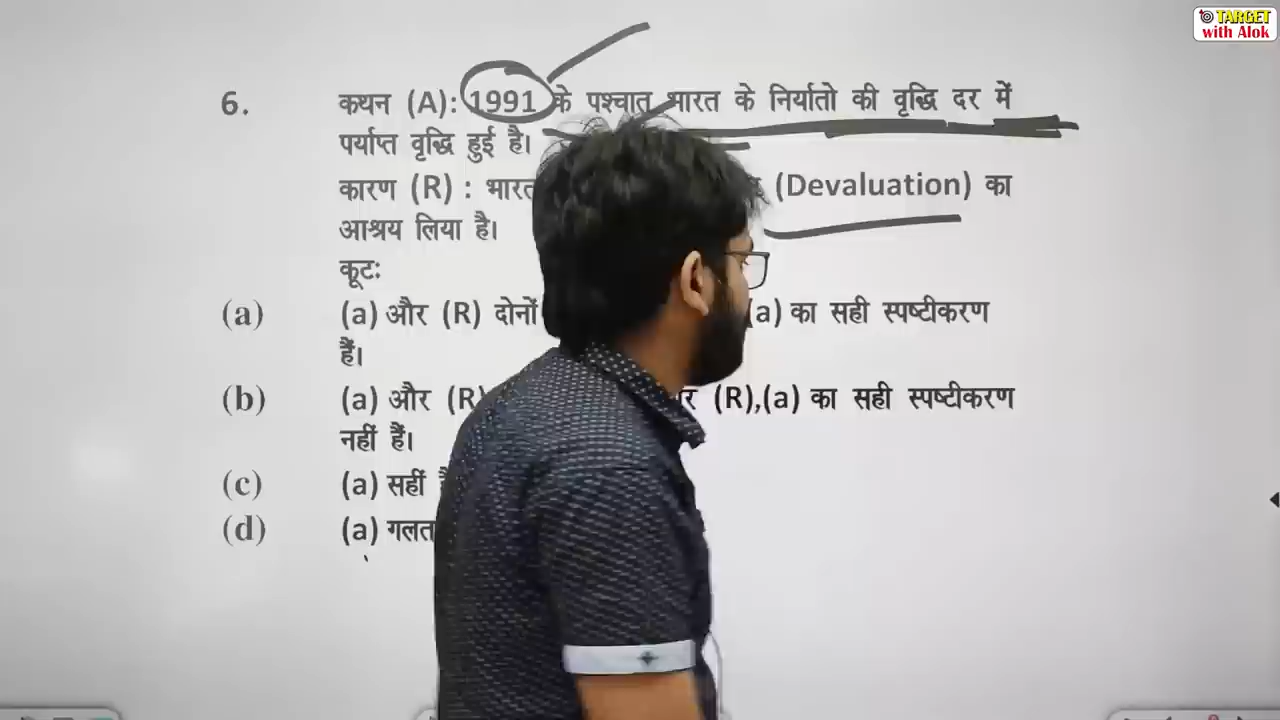 TARGET
with Alok
6. कथन (A): 1991 के पश्चात भारत के निर्यातो की वृद्धि दर में
पर्याप्त वृद्धि हुई है।
कारण (R) : (Devaluation) का
आश्रय लिया है।
कूटः
(a) (a) और (R) दोनों (a) का सही स्पष्टीकरण
हैं।
(b) (a) और (R) (R),(a) का सही स्पष्टीकरण
नहीं हैं।
(c) (a) सहीं
(d) (a) गलत